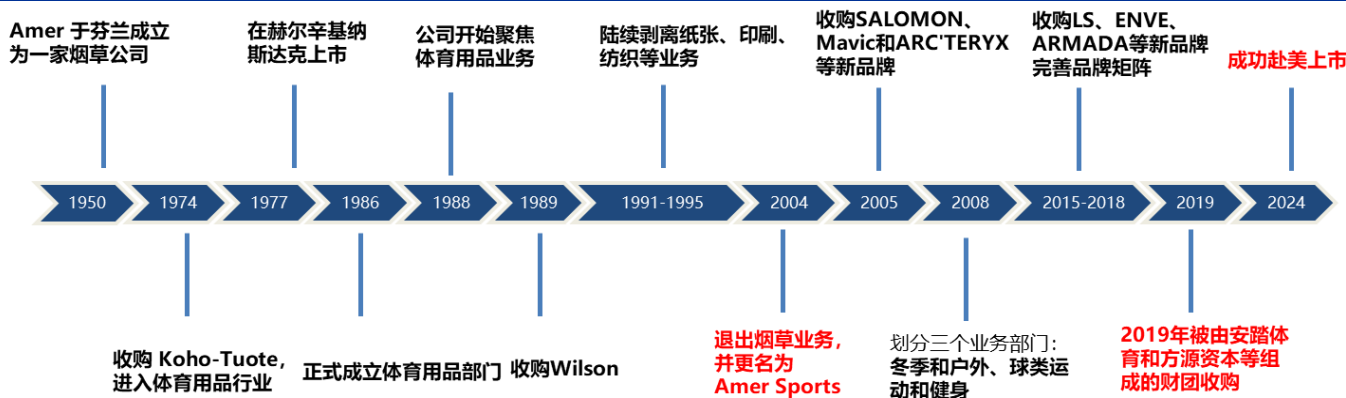 Amer 于芬兰成立
为一家烟草公司
在赫尔辛基纳
斯达克上市
公司开始聚焦
体育用品业务
陆续剥离纸张、印刷、
纺织等业务
收购SALOMON、
Mavic和ARC'TERYX
等新品牌
收购LS、ENVE、
ARMADA等新品牌
完善品牌矩阵
成功赴美上市
1950
1974
1977
1986
1988
1989
1991-1995
2004
2005
2008
2015-2018
2019
2024
收购 Koho-Tuote,
进入体育用品行业
正式成立体育用品部门
收购Wilson
退出烟草业务，
并更名为
Amer Sports
划分三个业务部门：
冬季和户外、球类运
动和健身
2019年被由安踏体
育和方源资本等组
成的财团收购